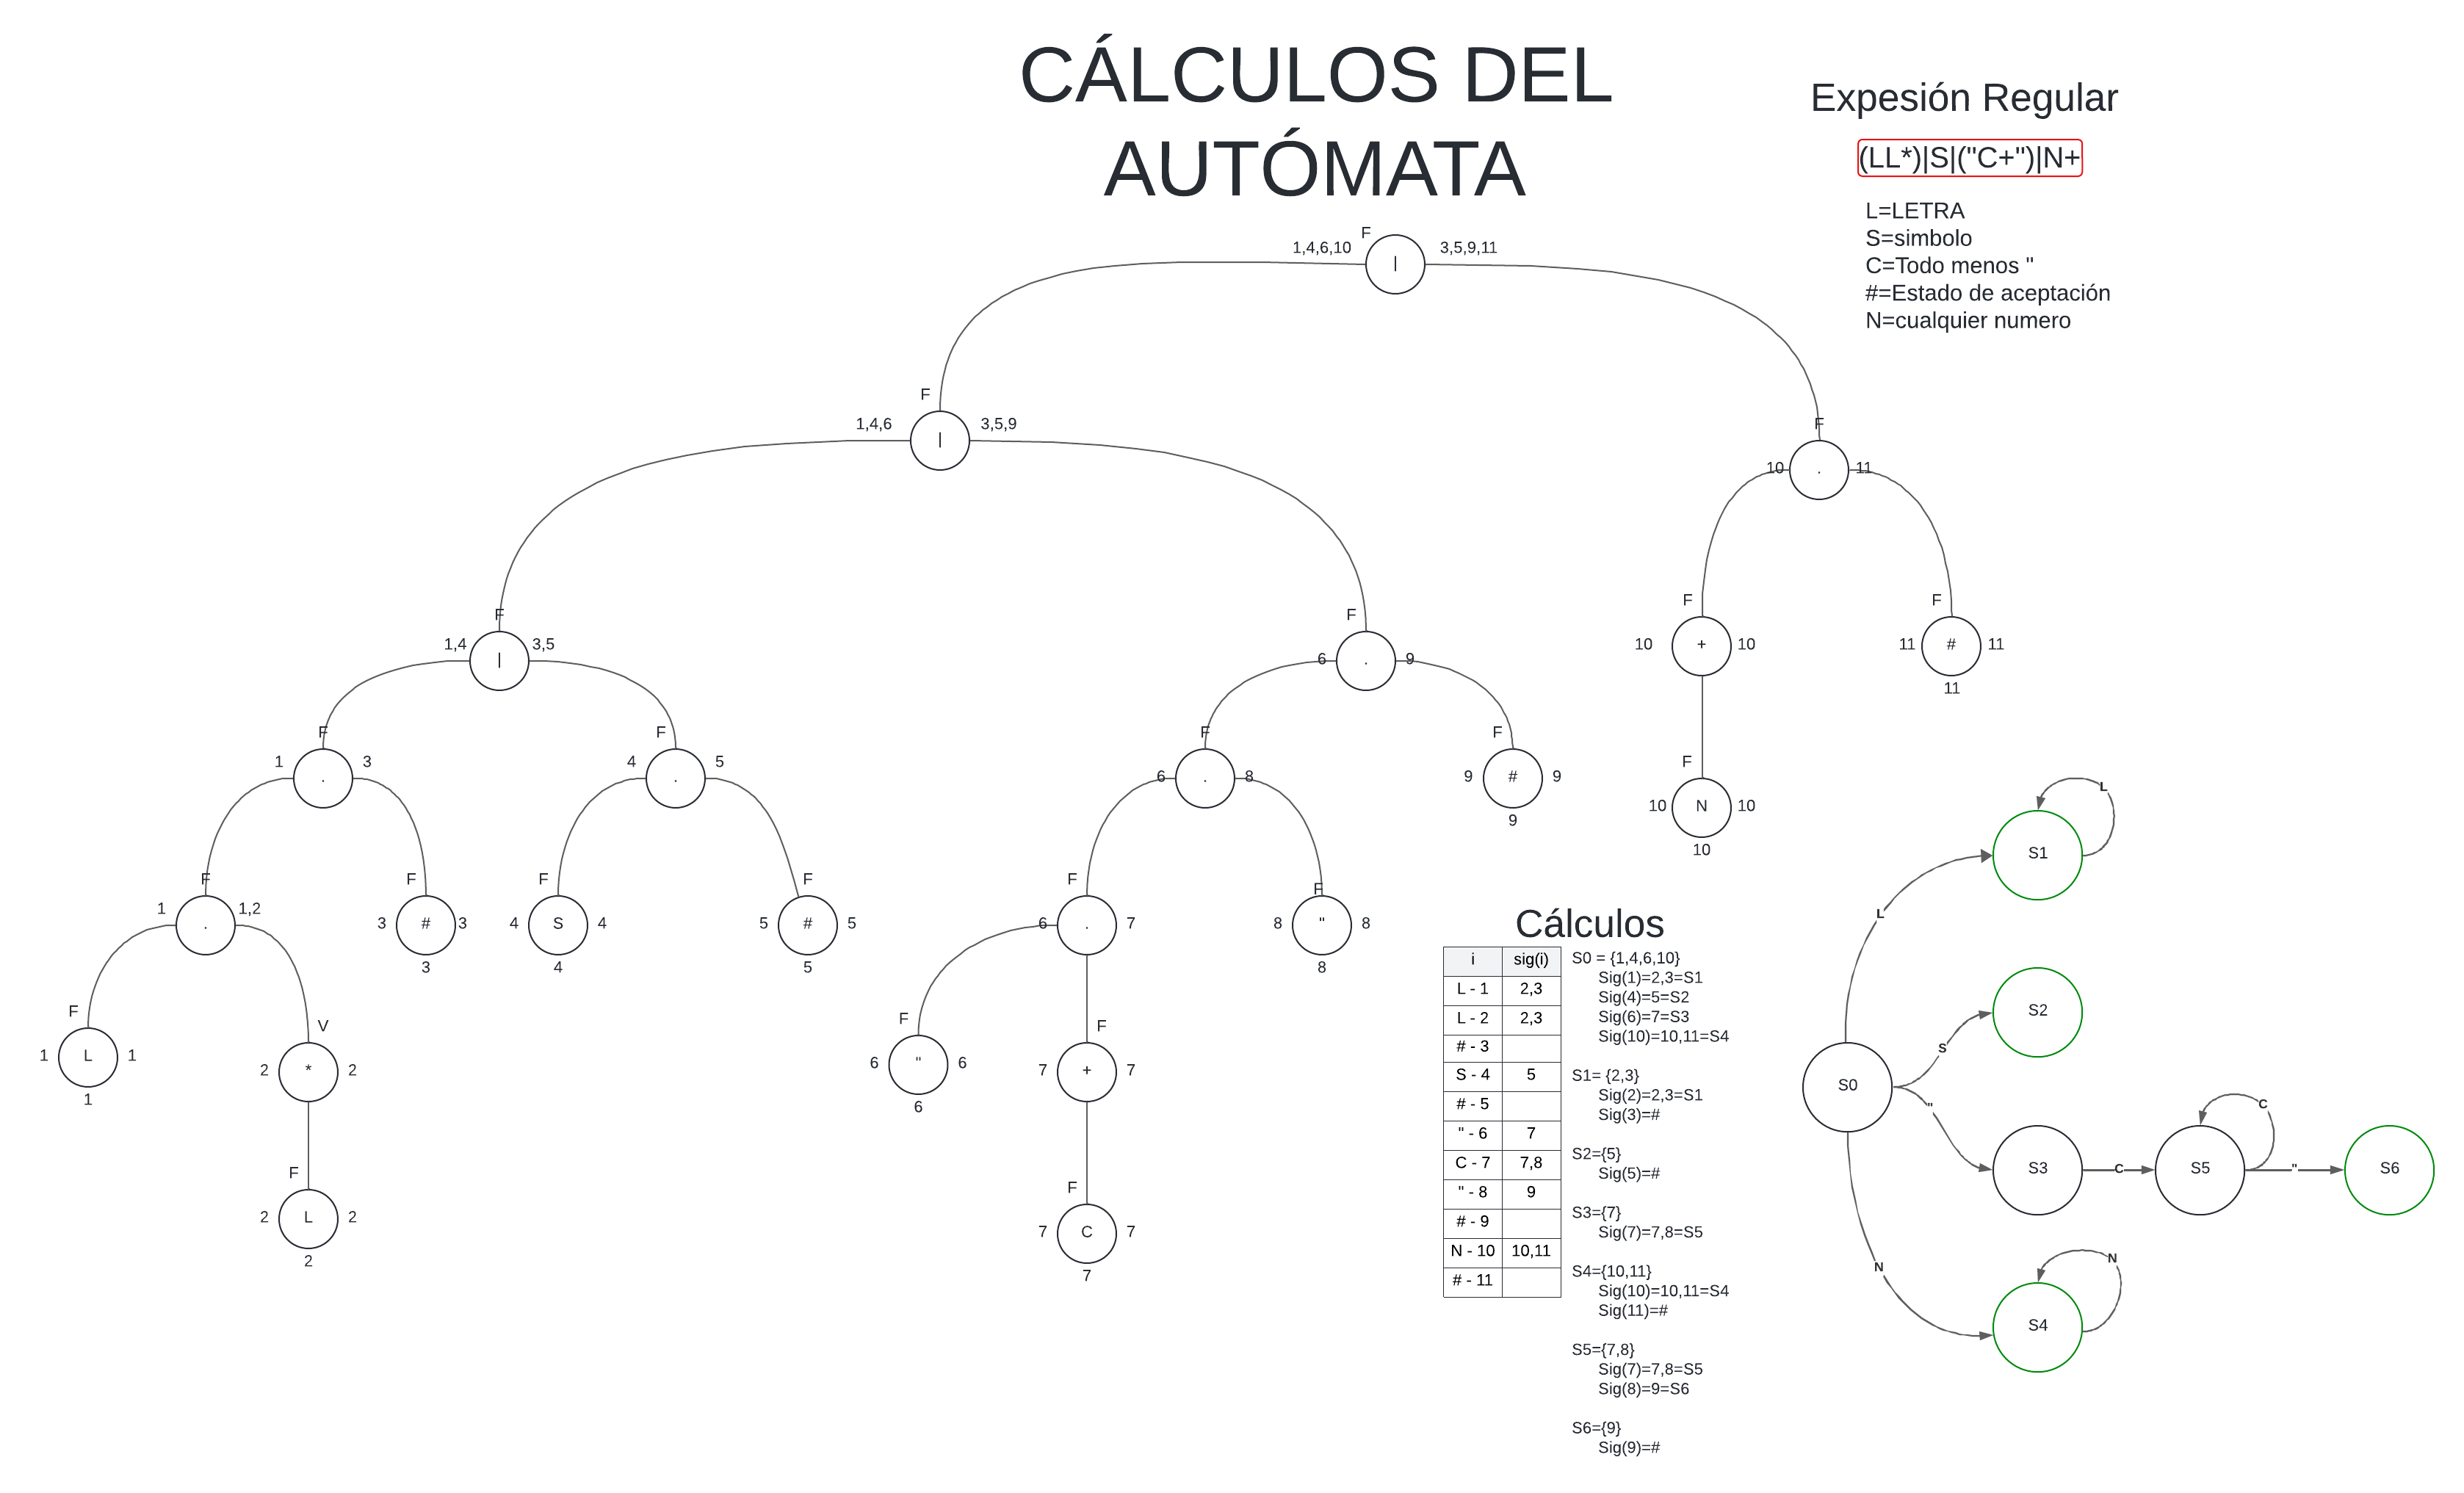 CÁLCULOS DEL
AUTÓMATA
Expesión Regular
(LL*)|S|("C+")|N+
L=LETRA
S=simbolo
C=Todo menos "
#=Estado de aceptación
N=cualquier numero
F
1,4,6,10 | 3,5,9,11
F
1,4,6 | 3,5,9
F
10 . 11
F
1,4 | 3,5
F
6 . 9
F
10 + 10
F
11 # 11
11
F
1 . 3
F
4 . 5
F
6 . 8
F
9 # 9
9
F
10 N 10
10
F
1 . 1,2
F
3 # 3
3
F
4 S 4
4
F
5 # 5
5
F
6 . 7
F
8 " 8
8
F
1 L 1
1
V
2 * 2
F
6 " 6
6
F
7 + 7
F
2 L 2
2
F
7 C 7
7
Cálculos
i sig(i)
L - 1 2,3
L - 2 2,3
# - 3
S - 4 5
# - 5
" - 6 7
C - 7 7,8
" - 8 9
# - 9
N - 10 10,11
# - 11
S0 = {1,4,6,10}
Sig(1)=2,3=S1
Sig(4)=5=S2
Sig(6)=7=S3
Sig(10)=10,11=S4
S1= {2,3}
Sig(2)=2,3=S1
Sig(3)=#
S2={5}
Sig(5)=#
S3={7}
Sig(7)=7,8=S5
S4={10,11}
Sig(10)=10,11=S4
Sig(11)=#
S5={7,8}
Sig(7)=7,8=S5
Sig(8)=9=S6
S6={9}
Sig(9)=#
L
S1
L
S2
S
S0
"
C
S3 C S5 " S6
N
N
S4